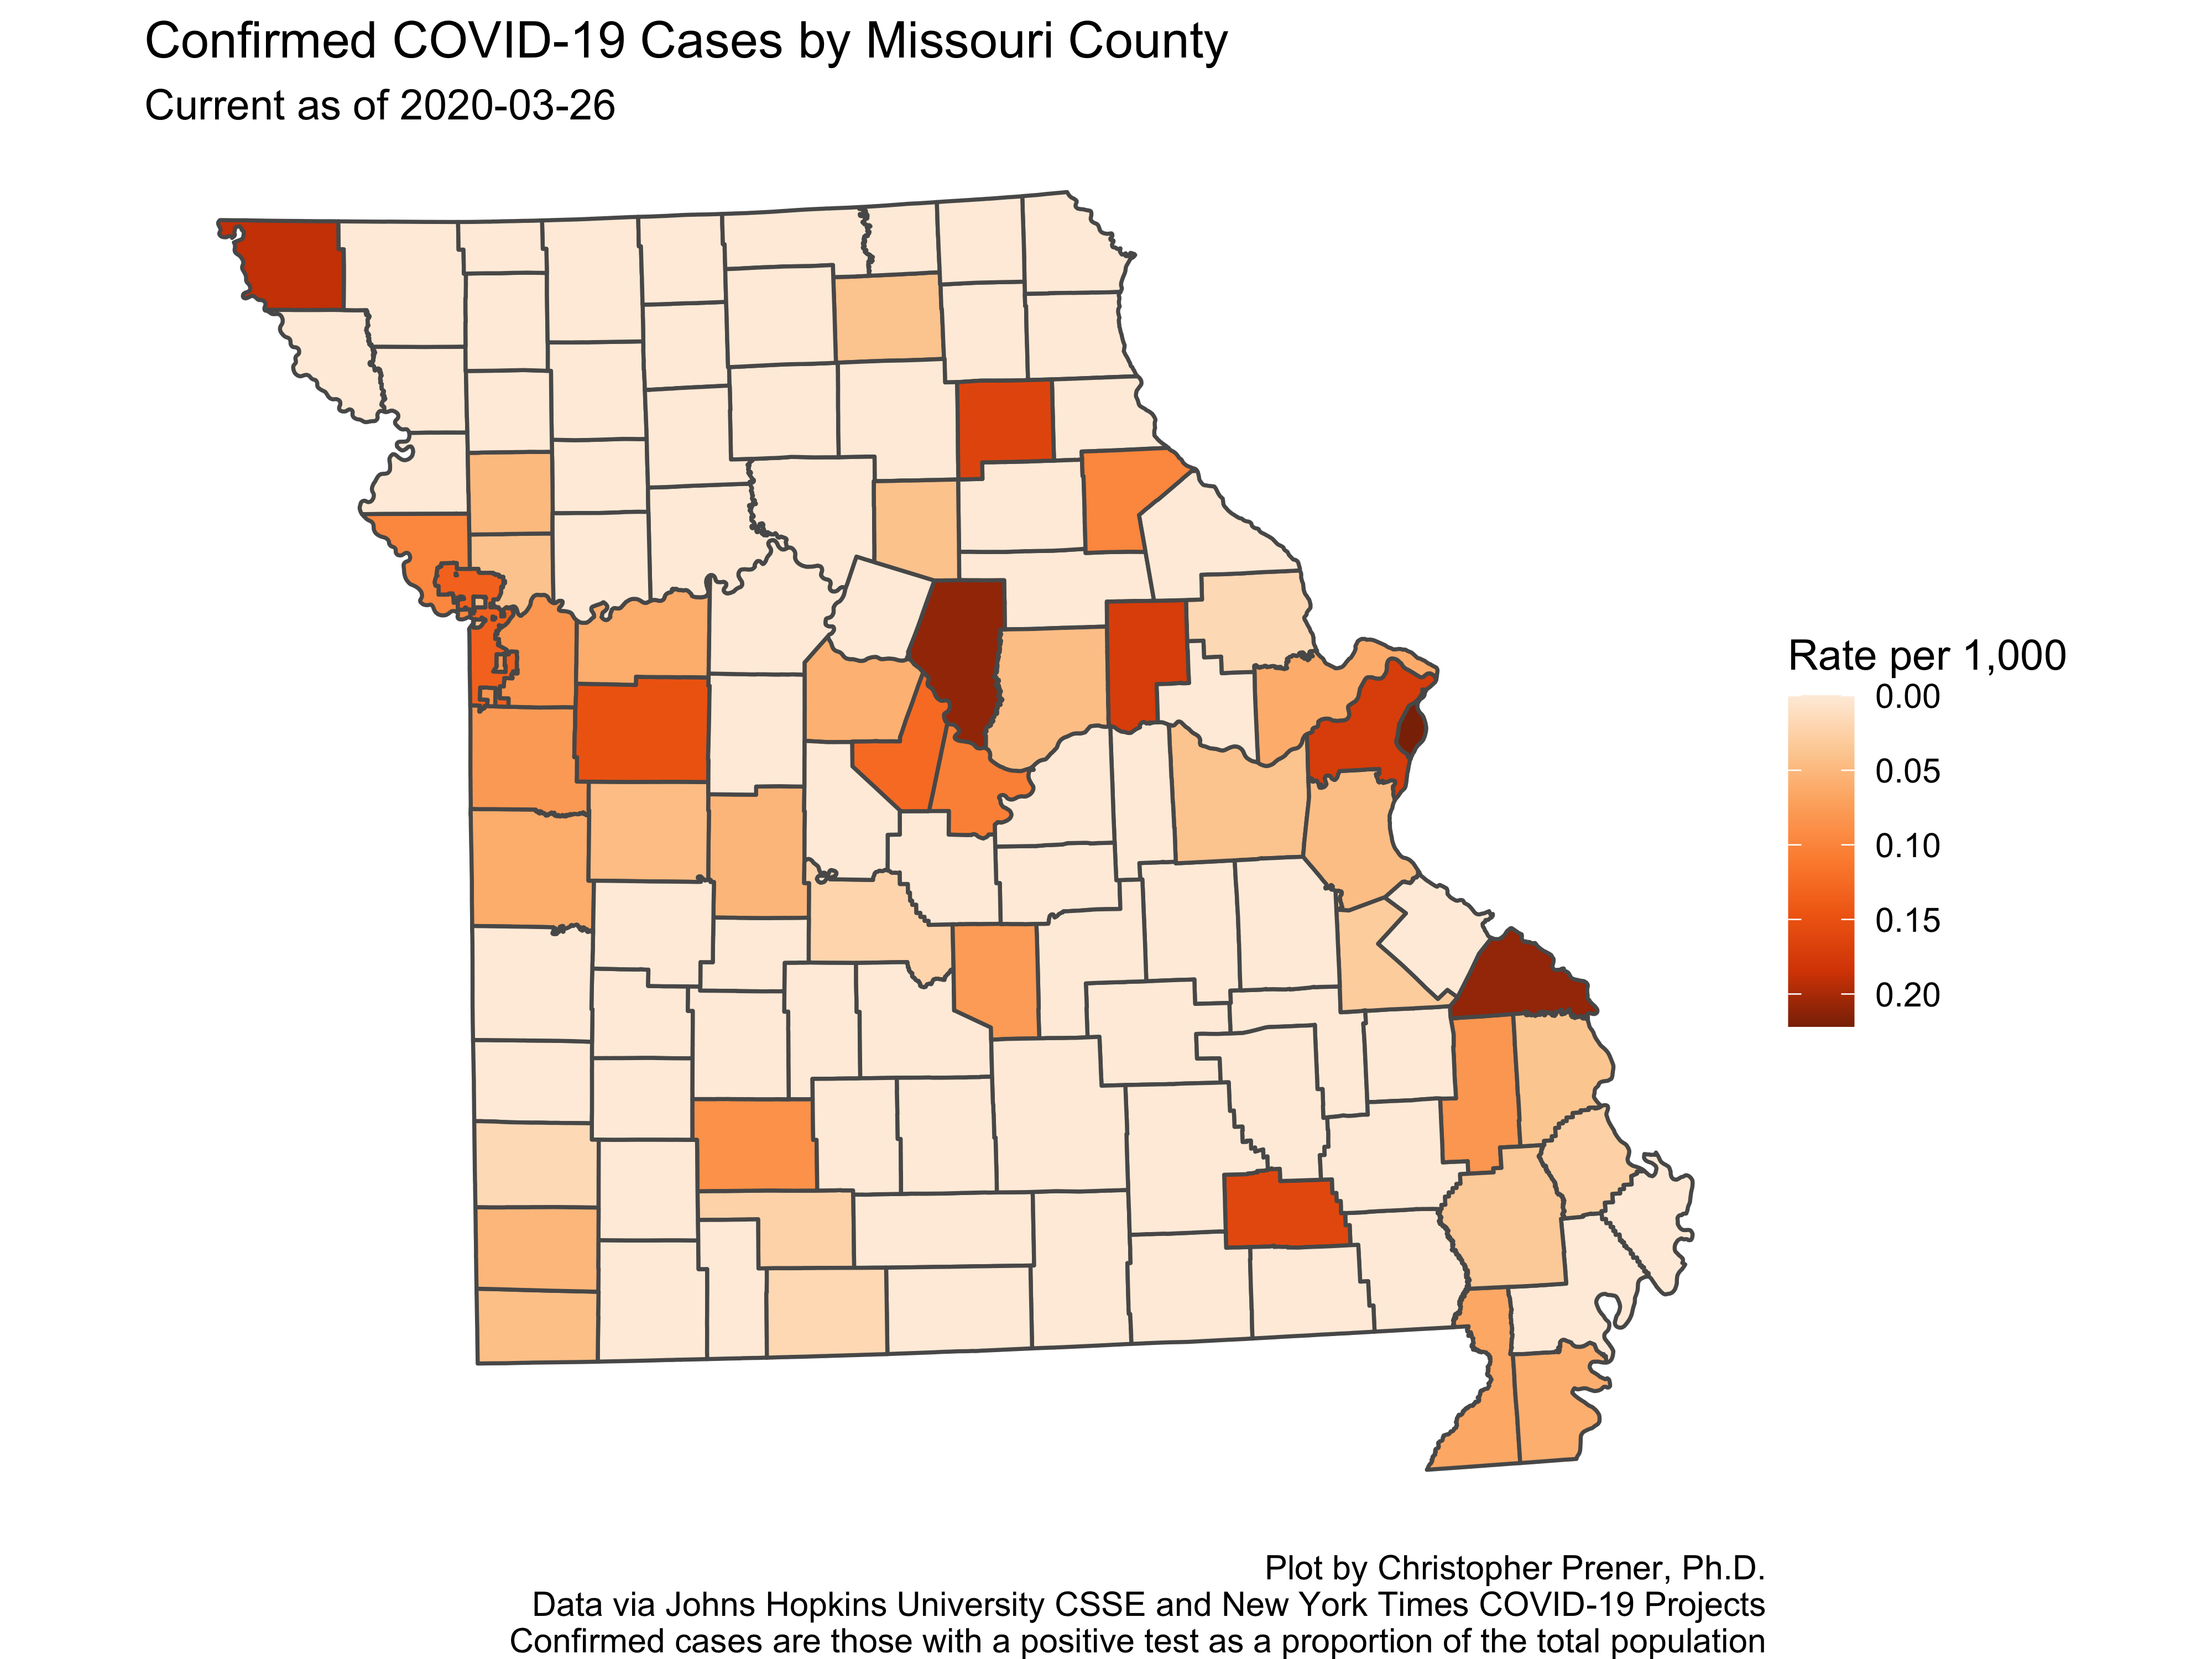 Confirmed COVID-19 Cases by Missouri County
Current as of 2020-03-26
Rate per 1,000
0.00
0.05
0.10
0.15
0.20
Plot by Christopher Prener, Ph.D.
Data via Johns Hopkins University CSSE and New York Times COVID-19 Projects
Confirmed cases are those with a positive test as a proportion of the total population